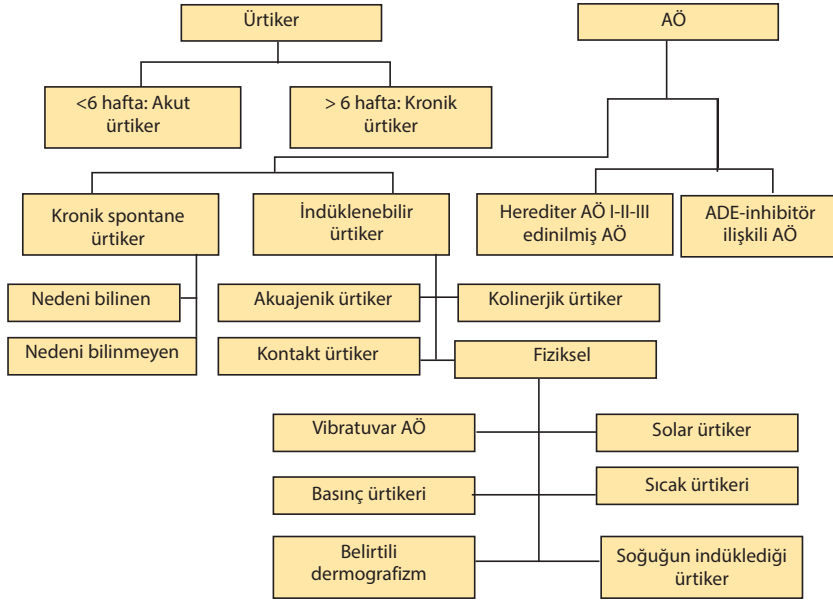 Ürtiker
AÖ
<6 hafta: Akut
ürtiker
> 6 hafta: Kronik
ürtiker
Kronik spontane
ürtiker
İndüklenebilir
ürtiker
Herediter AÖ I-II-III
edinilmiş AÖ
ADE-inhibitör
ilişkili AÖ
Nedeni bilinen
Akuajenik ürtiker
Kolinerjik ürtiker
Nedeni bilinmeyen
Kontakt ürtiker
Fiziksel
Vibratuvar AÖ
Solar ürtiker
Basınç ürtikeri
Sıcak ürtikeri
Belirtili
dermografizm
Soğuğun indüklediği
ürtiker